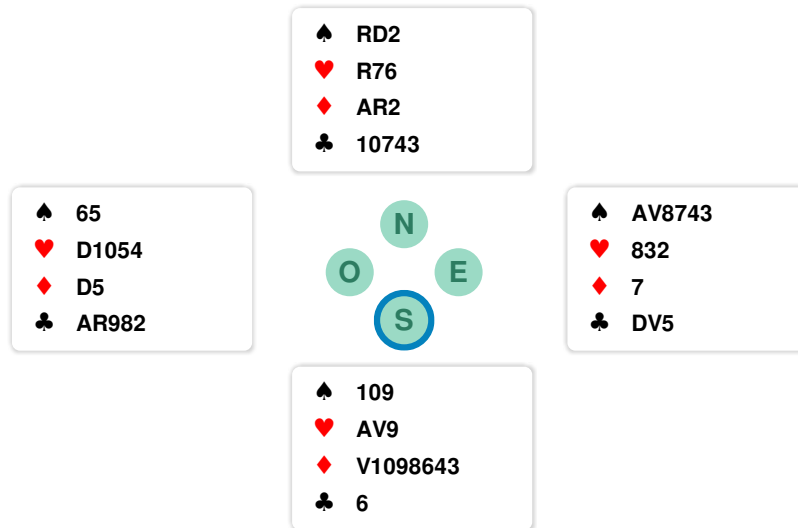 ♠ RD2
♥ R76
♦ AR2
♣ 10743
♠ 65
♥ D1054
♦ D5
♣ AR982
N
O E
S
♠ AV8743
♥ 832
♦ 7
♣ DV5
♠ 109
♥ AV9
♦ V1098643
♣ 6